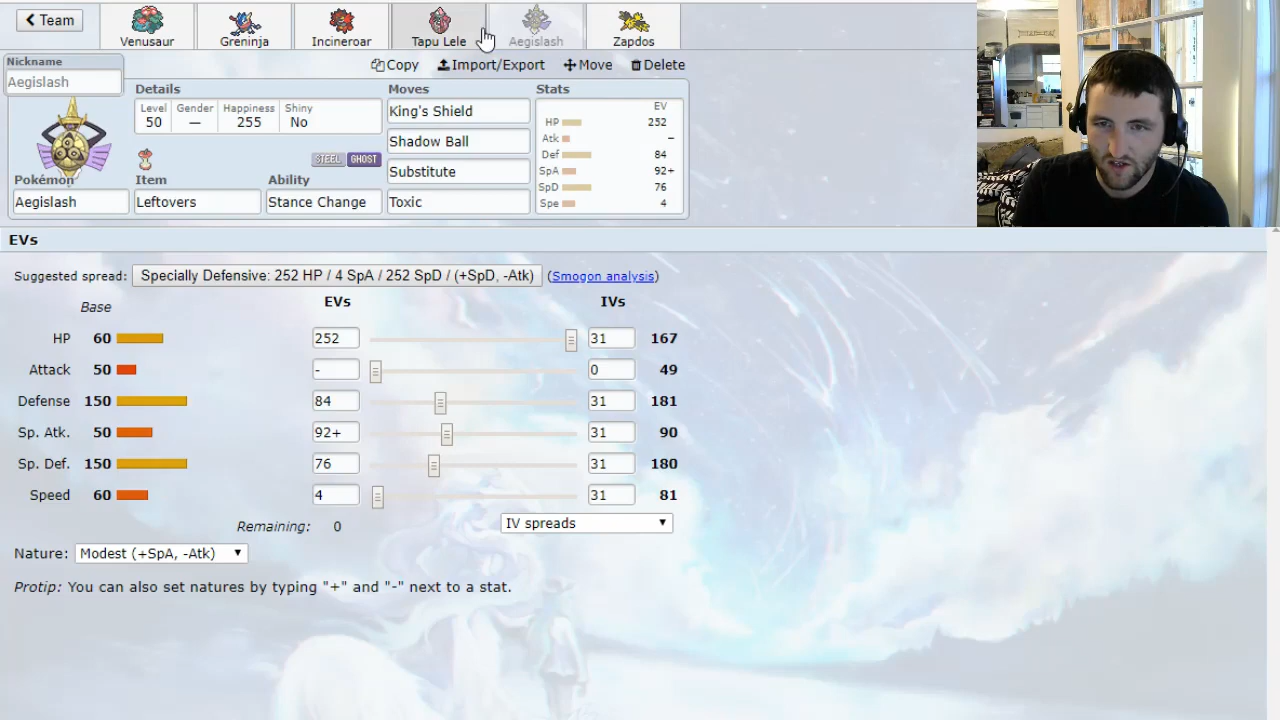 Team
Venusaur
Greninja
Incineroar
Tapu Lele
Aegislash
Zapdos
Nickname
Aegislash
Copy
Import/Export
Move
Delete
Details
Level
50
Gender
—
Happiness
255
Shiny
No
Moves
King's Shield
Shadow Ball
Substitute
Toxic
Stats
EV
HP 252
Atk –
Def 84
SpA 92+
SpD 76
Spe 4
STEEL GHOST
Pokémon
Aegislash
Item
Leftovers
Ability
Stance Change
EVs
Suggested spread: Specially Defensive: 252 HP / 4 SpA / 252 SpD / (+SpD, -Atk) (Smogon analysis)
Base EVs IVs
HP 60 252 31 167
Attack 50 - 0 49
Defense 150 84 31 181
Sp. Atk. 50 92+ 31 90
Sp. Def. 150 76 31 180
Speed 60 4 31 81
Remaining: 0 IV spreads
Nature: Modest (+SpA, -Atk)
Protip: You can also set natures by typing "+" and "-" next to a stat.